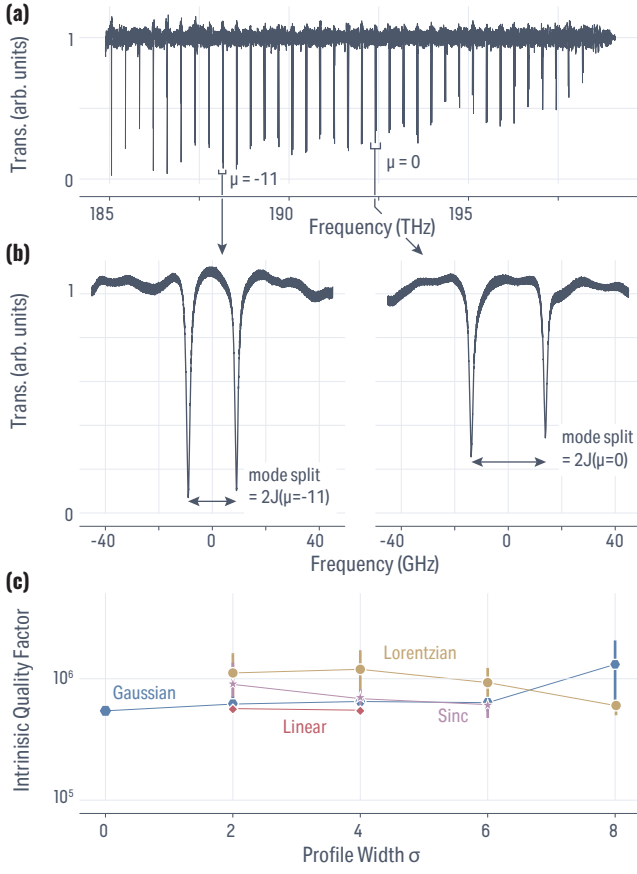 (a)
Trans. (arb. units)
1
0
μ = -11
μ = 0
185
190
195
Frequency (THz)
(b)
Trans. (arb. units)
1
0
mode split
= 2J(μ=-11)
mode split
= 2J(μ=0)
-40
0
40
-40
0
40
Frequency (GHz)
(c)
Intrinisic Quality Factor
10⁶
10⁵
Gaussian
Lorentzian
Linear
Sinc
0
2
4
6
8
Profile Width σ